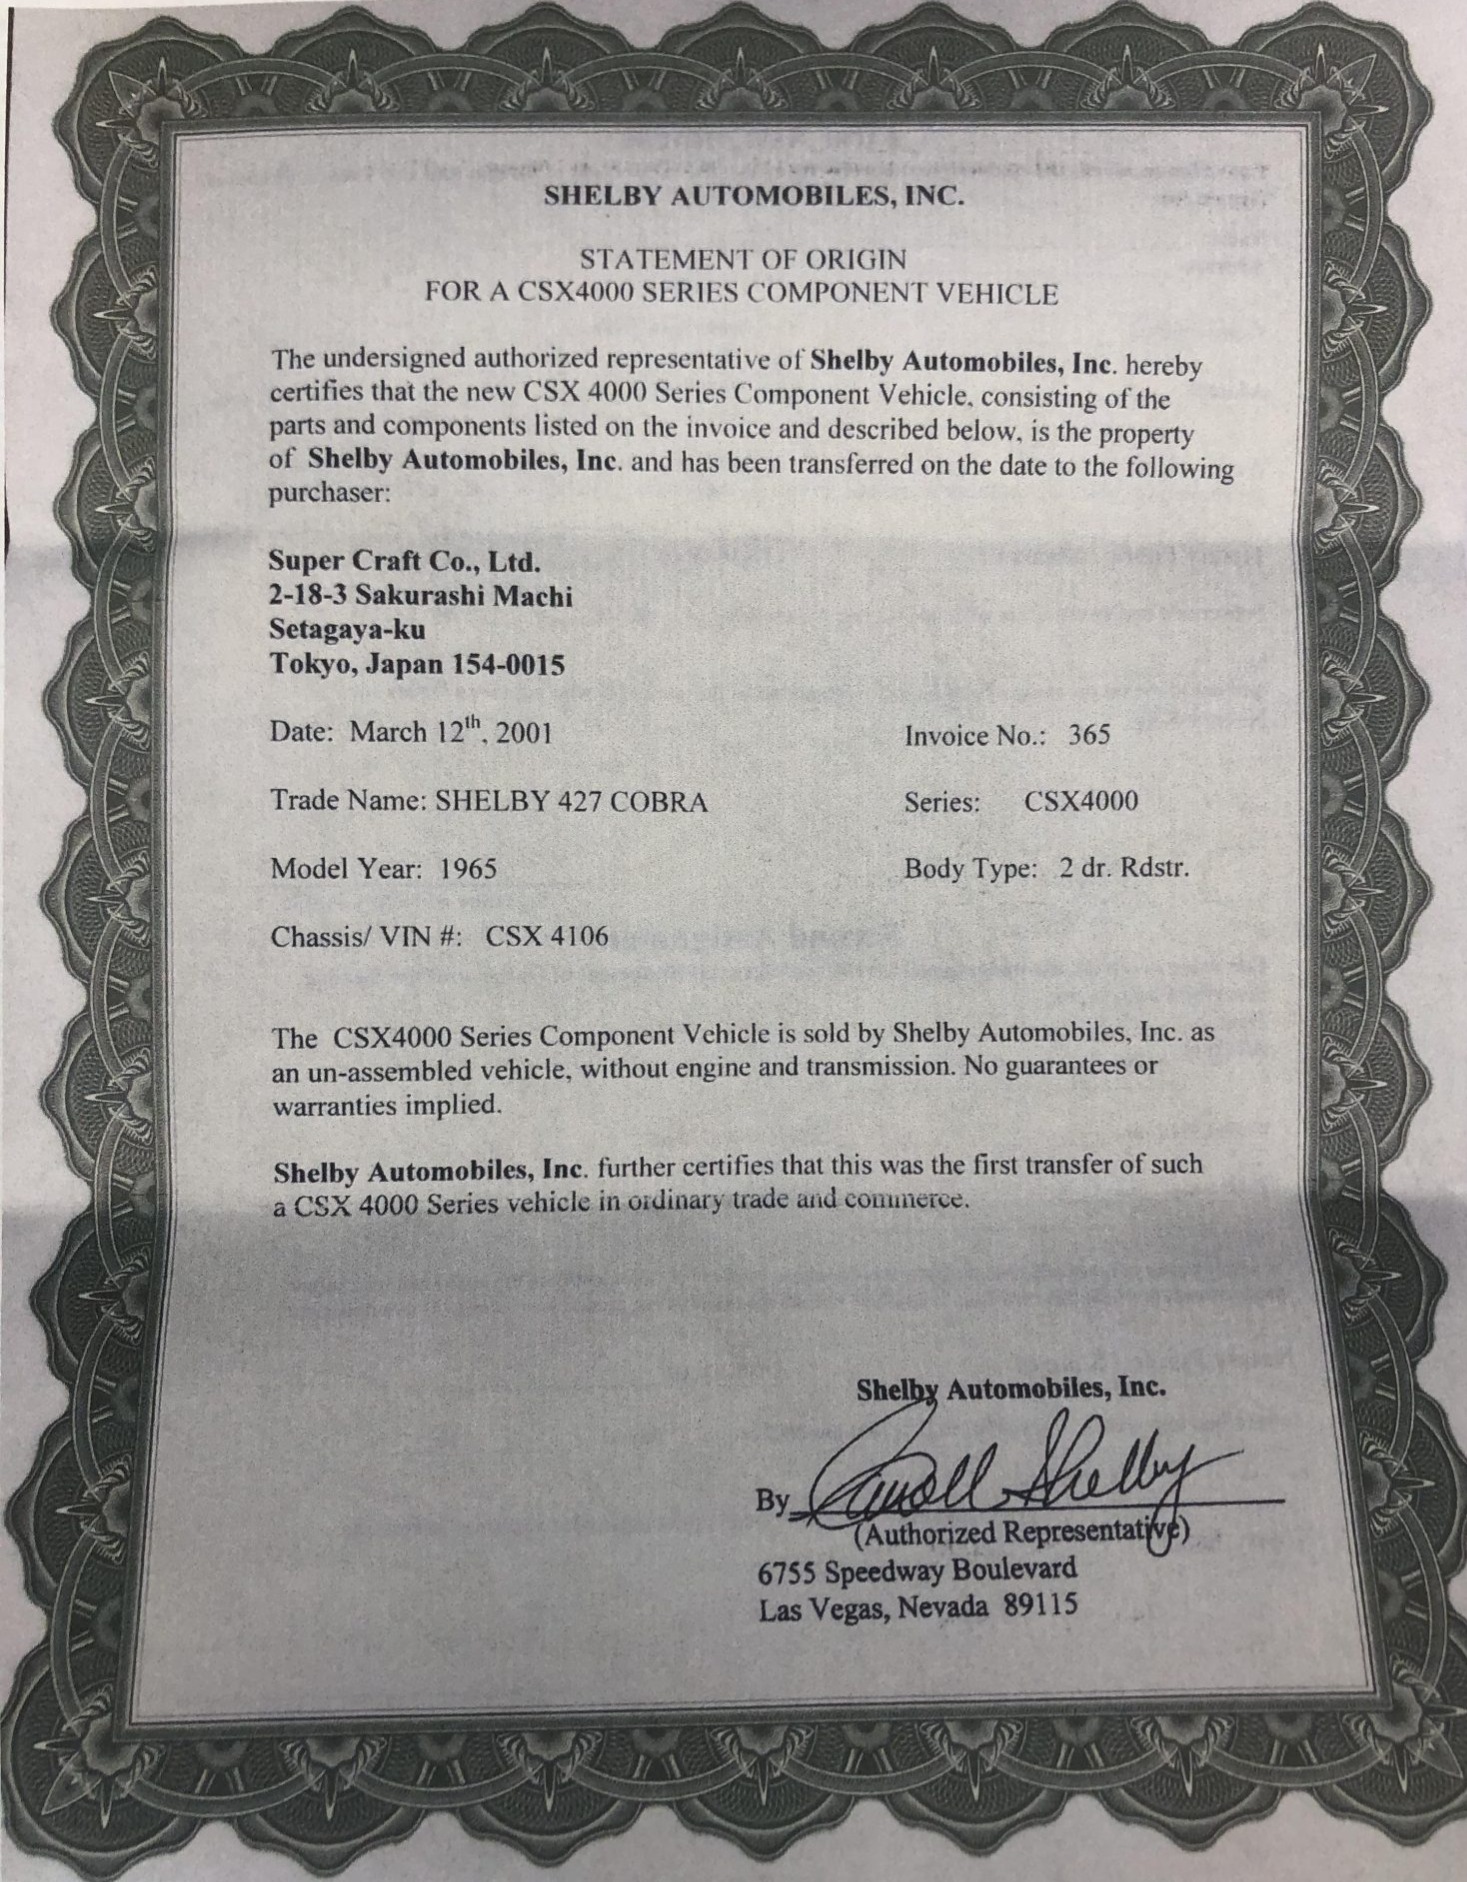 SHELBY AUTOMOBILES, INC.
STATEMENT OF ORIGIN
FOR A CSX4000 SERIES COMPONENT VEHICLE
The undersigned authorized representative of Shelby Automobiles, Inc. hereby
certifies that the new CSX 4000 Series Component Vehicle, consisting of the
parts and components listed on the invoice and described below, is the property
of Shelby Automobiles, Inc. and has been transferred on the date to the following
purchaser:
Super Craft Co., Ltd.
2-18-3 Sakurashi Machi
Setagaya-ku
Tokyo, Japan 154-0015
Date: March 12th, 2001 Invoice No.: 365
Trade Name: SHELBY 427 COBRA Series: CSX4000
Model Year: 1965 Body Type: 2 dr. Rdstr.
Chassis/ VIN #: CSX 4106
The CSX4000 Series Component Vehicle is sold by Shelby Automobiles, Inc. as
an un-assembled vehicle, without engine and transmission. No guarantees or
warranties implied.
Shelby Automobiles, Inc. further certifies that this was the first transfer of such
a CSX 4000 Series vehicle in ordinary trade and commerce.
Shelby Automobiles, Inc.
By Carroll Shelby
(Authorized Representative)
6755 Speedway Boulevard
Las Vegas, Nevada 89115